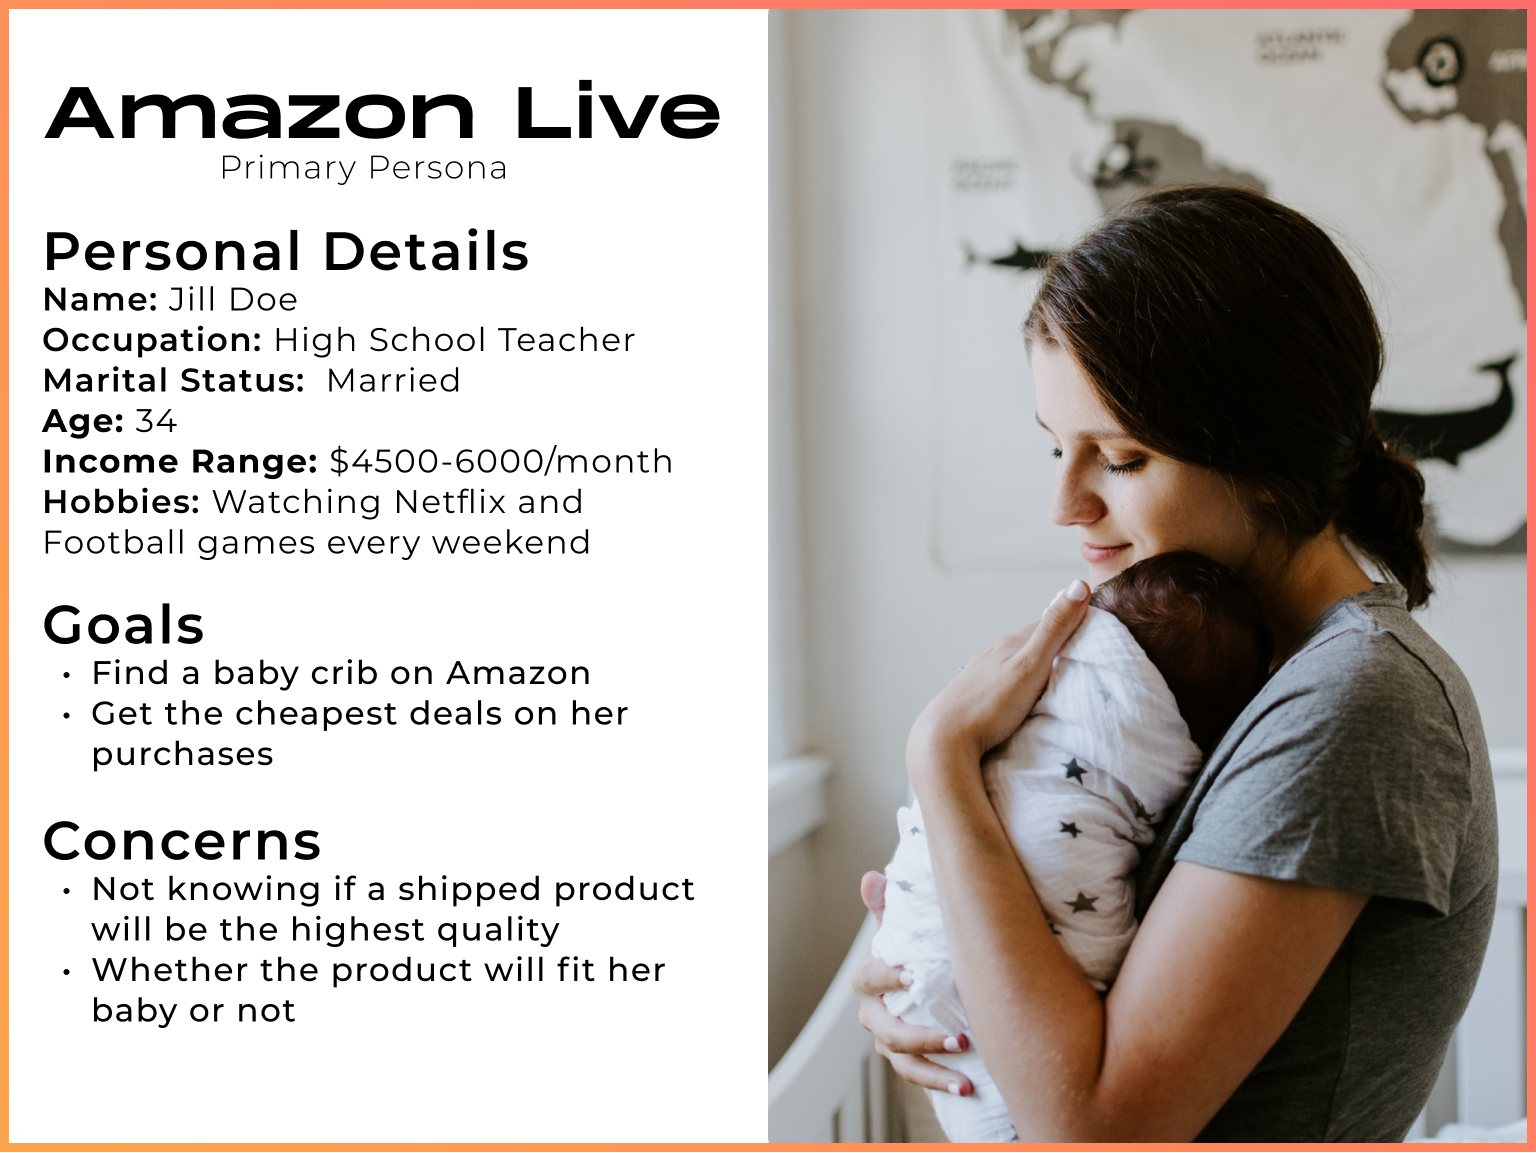 Amazon Live
Primary Persona
Personal Details
Name: Jill Doe
Occupation: High School Teacher
Marital Status: Married
Age: 34
Income Range: $4500-6000/month
Hobbies: Watching Netflix and
Football games every weekend
Goals
• Find a baby crib on Amazon
• Get the cheapest deals on her
purchases
Concerns
• Not knowing if a shipped product
will be the highest quality
• Whether the product will fit her
baby or not
ATLANTIC
OCEAN